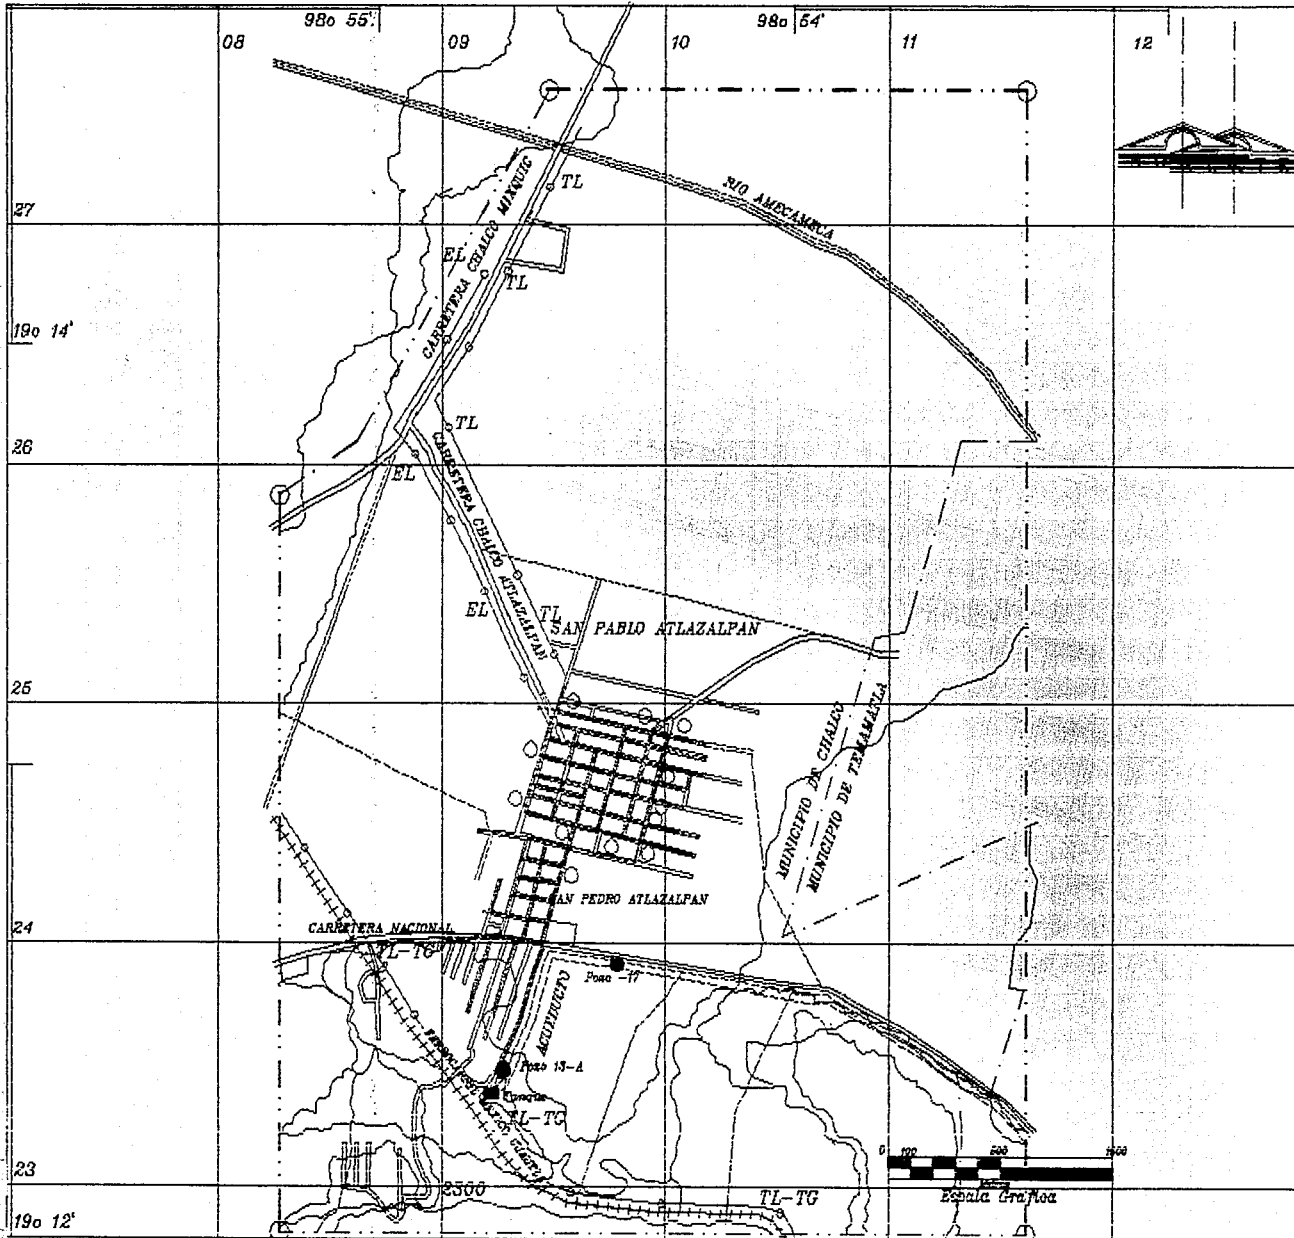 98o 55'
98o 54'
08
09
10
11
12
TL
RIO AMECAMECA
27
EL
TL
CARRETERA CHALCO MIXQUIC
19o 14'
TL
26
EL
CARRETERA CHALCO ATLAZALPAN
EL
TL
SAN PABLO ATLAZALPAN
25
MUNICIPIO DE CHALCO
MUNICIPIO DE TEMAMATLA
SAN PEDRO ATLAZALPAN
CARRETERA NACIONAL
24
TL-TG
Pozo -17
ACUEDUCTO
Pozo 13-A
Tanque
TL-TG
0 100 500 1000
23
2300
TL-TG
Escala Grafica
19o 12'